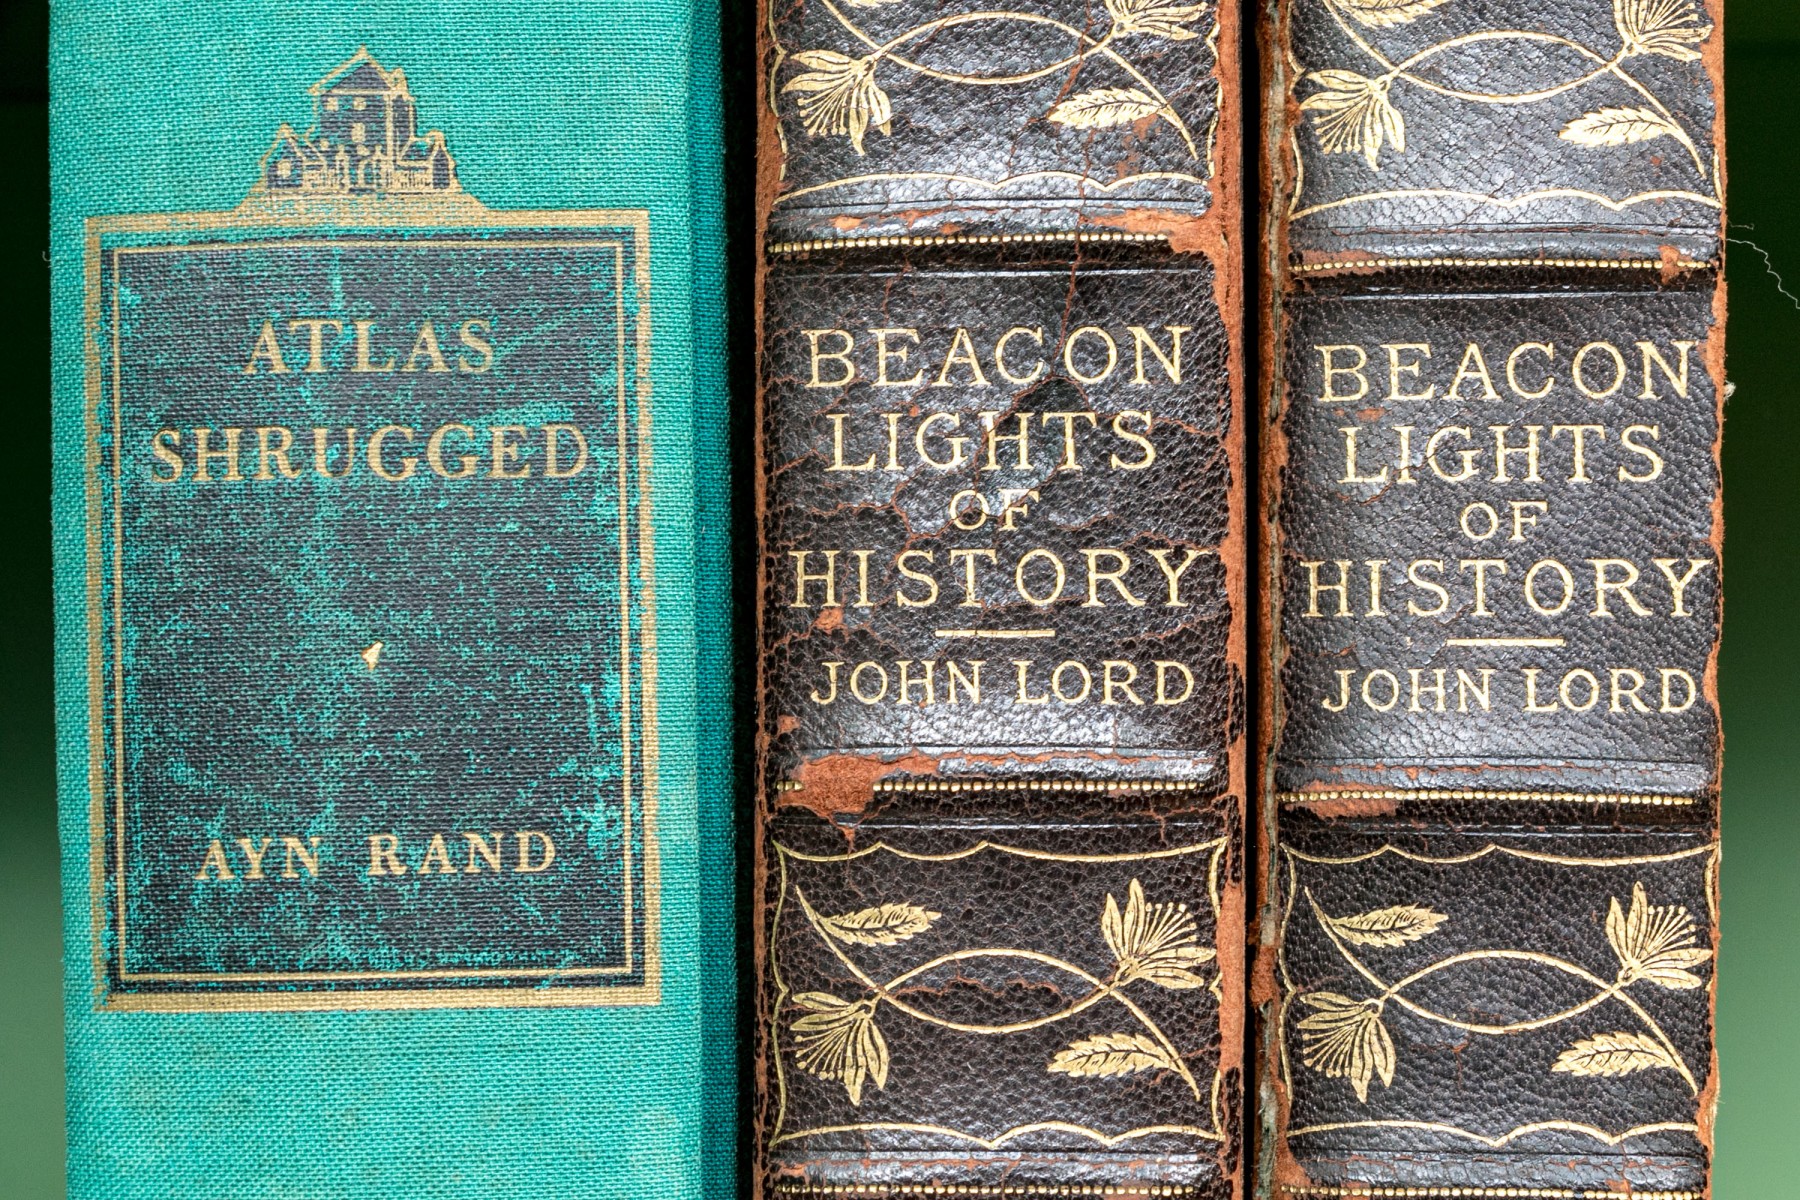 ATLAS
SHRUGGED
AYN RAND
BEACON
LIGHTS
OF
HISTORY
JOHN LORD
BEACON
LIGHTS
OF
HISTORY
JOHN LORD